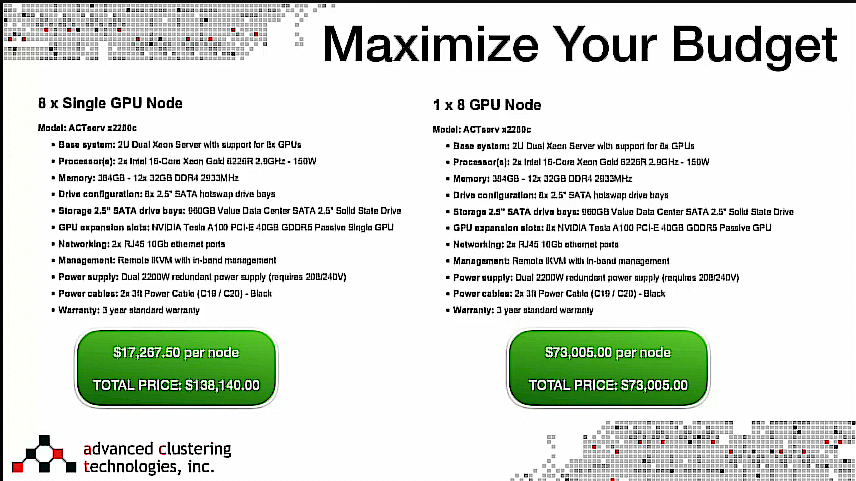 Maximize Your Budget
8 x Single GPU Node
Model: ACTserv x2280c
• Base system: 2U Dual Xeon Server with support for 8x GPUs
• Processor(s): 2x Intel 16-Core Xeon Gold 6226R 2.9GHz - 150W
• Memory: 384GB - 12x 32GB DDR4 2933MHz
• Drive configuration: 8x 2.5" SATA hotswap drive bays
• Storage 2.5" SATA drive bays: 960GB Value Data Center SATA 2.5" Solid State Drive
• GPU expansion slots: NVIDIA Tesla A100 PCI-E 40GB GDDR5 Passive Single GPU
• Networking: 2x RJ45 10Gb ethernet ports
• Management: Remote IKVM with in-band management
• Power supply: Dual 2200W redundant power supply (requires 208/240V)
• Power cables: 2x 3ft Power Cable (C19 / C20) - Black
• Warranty: 3 year standard warranty
$17,267.50 per node
TOTAL PRICE: $138,140.00
1 x 8 GPU Node
Model: ACTserv x2280c
• Base system: 2U Dual Xeon Server with support for 8x GPUs
• Processor(s): 2x Intel 16-Core Xeon Gold 6226R 2.9GHz - 150W
• Memory: 384GB - 12x 32GB DDR4 2933MHz
• Drive configuration: 8x 2.5" SATA hotswap drive bays
• Storage 2.5" SATA drive bays: 960GB Value Data Center SATA 2.5" Solid State Drive
• GPU expansion slots: 8x NVIDIA Tesla A100 PCI-E 40GB GDDR5 Passive GPU
• Networking: 2x RJ45 10Gb ethernet ports
• Management: Remote IKVM with in-band management
• Power supply: Dual 2200W redundant power supply (requires 208/240V)
• Power cables: 2x 3ft Power Cable (C19 / C20) - Black
• Warranty: 3 year standard warranty
$73,005.00 per node
TOTAL PRICE: $73,005.00
advanced clustering
technologies, inc.